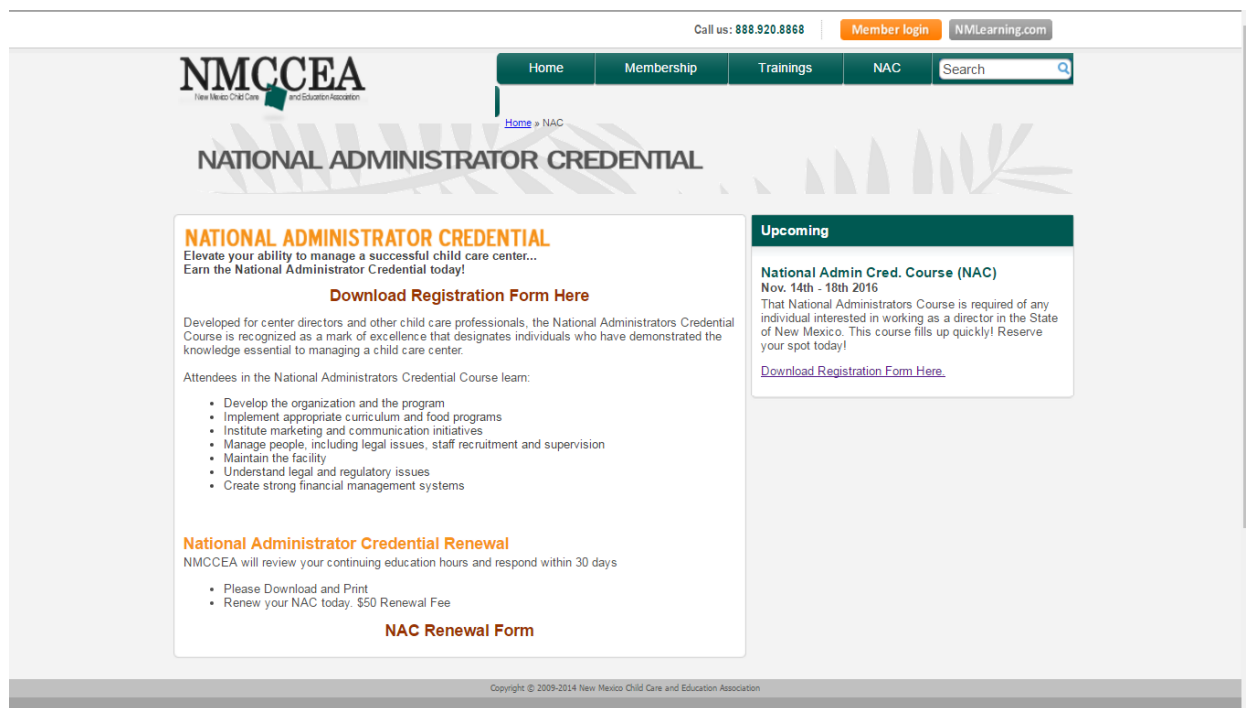 Call us: 888.920.8868
Member login
NMLearning.com
NMCCEA
New Mexico Child Care and Education Association
Home
Membership
Trainings
NAC
Search
Home » NAC
NATIONAL ADMINISTRATOR CREDENTIAL
NATIONAL ADMINISTRATOR CREDENTIAL
Elevate your ability to manage a successful child care center...
Earn the National Administrator Credential today!
Download Registration Form Here
Developed for center directors and other child care professionals, the National Administrators Credential
Course is recognized as a mark of excellence that designates individuals who have demonstrated the
knowledge essential to managing a child care center.
Attendees in the National Administrators Credential Course learn:
• Develop the organization and the program
• Implement appropriate curriculum and food programs
• Institute marketing and communication initiatives
• Manage people, including legal issues, staff recruitment and supervision
• Maintain the facility
• Understand legal and regulatory issues
• Create strong financial management systems
National Administrator Credential Renewal
NMCCEA will review your continuing education hours and respond within 30 days
• Please Download and Print
• Renew your NAC today. $50 Renewal Fee
NAC Renewal Form
Upcoming
National Admin Cred. Course (NAC)
Nov. 14th - 18th 2016
That National Administrators Course is required of any
individual interested in working as a director in the State
of New Mexico. This course fills up quickly! Reserve
your spot today!
Download Registration Form Here.
Copyright © 2009-2014 New Mexico Child Care and Education Association